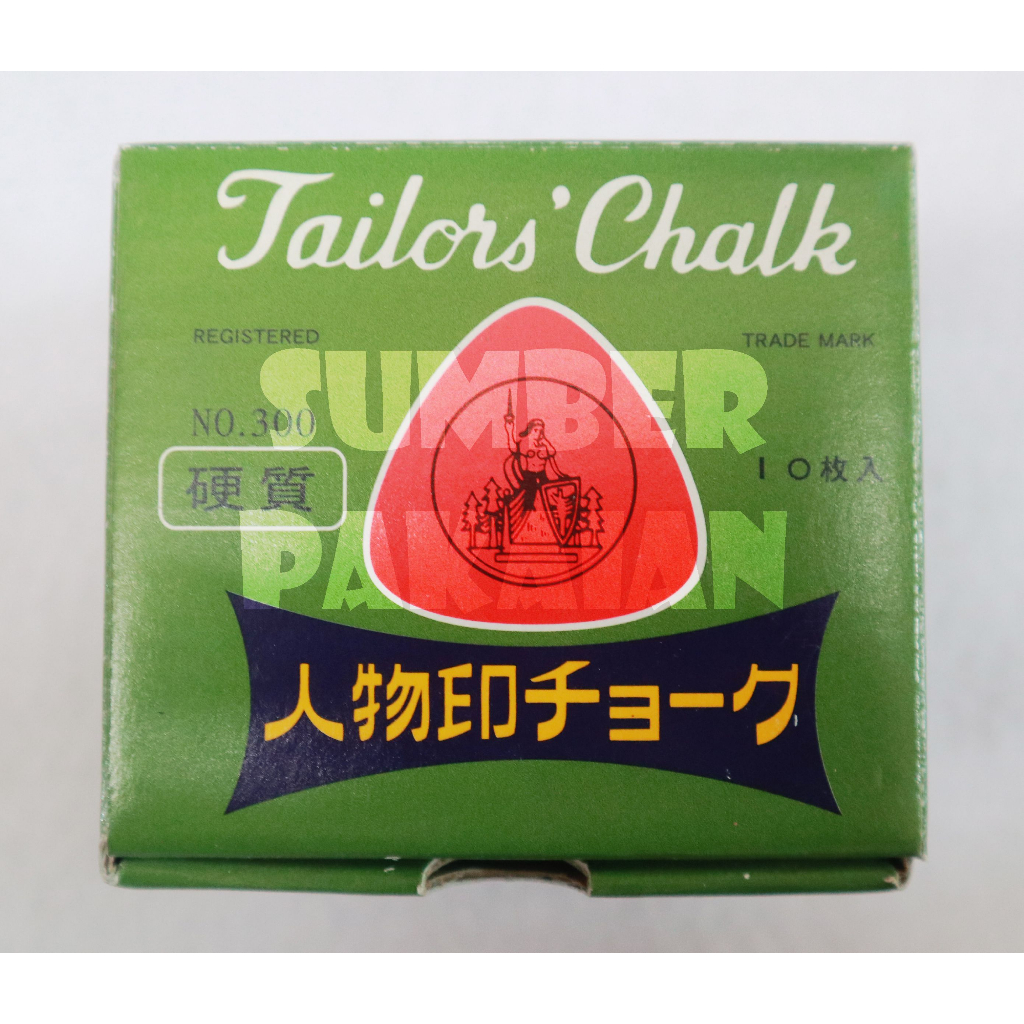 Tailors' Chalk
REGISTERED
TRADE MARK
SUMBER
NO.300
10枚入
硬質
PAKAIAN
人物印チョーク